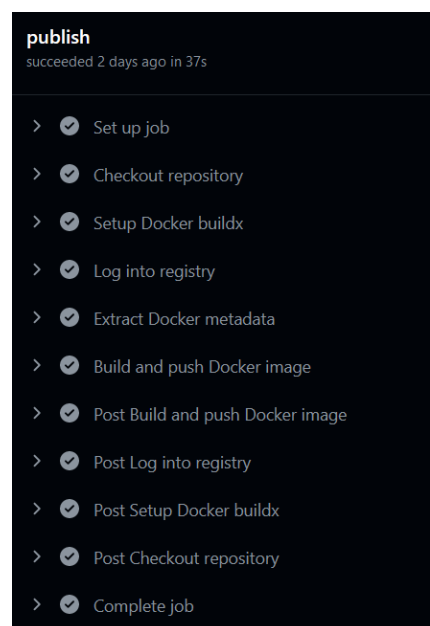 publish
succeeded 2 days ago in 37s
Set up job
Checkout repository
Setup Docker buildx
Log into registry
Extract Docker metadata
Build and push Docker image
Post Build and push Docker image
Post Log into registry
Post Setup Docker buildx
Post Checkout repository
Complete job